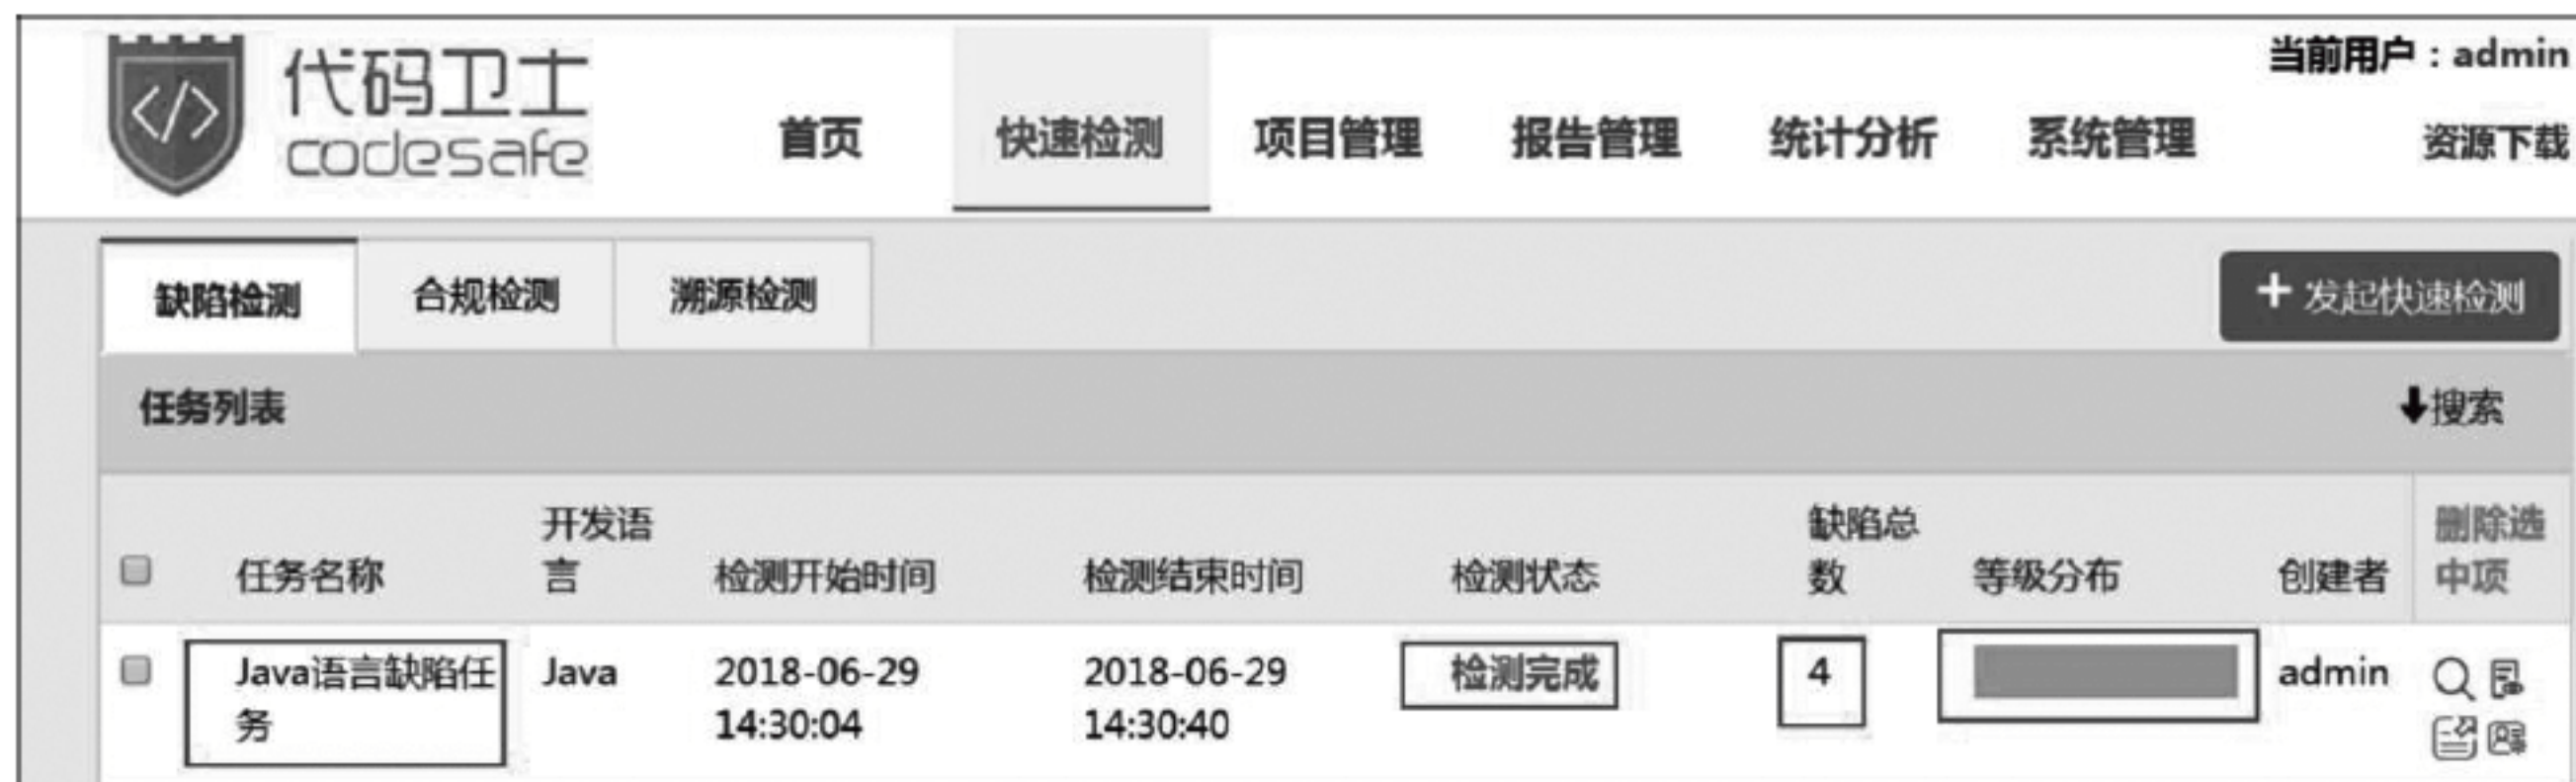 当前用户：admin
代码卫士
codesafe
首页 快速检测 项目管理 报告管理 统计分析 系统管理 资源下载
缺陷检测 合规检测 溯源检测 + 发起快速检测
任务列表 搜索
任务名称 开发语言 检测开始时间 检测结束时间 检测状态 缺陷总数 等级分布 创建者 删除选中项
Java语言缺陷任务 Java 2018-06-29 14:30:04 2018-06-29 14:30:40 检测完成 4 admin